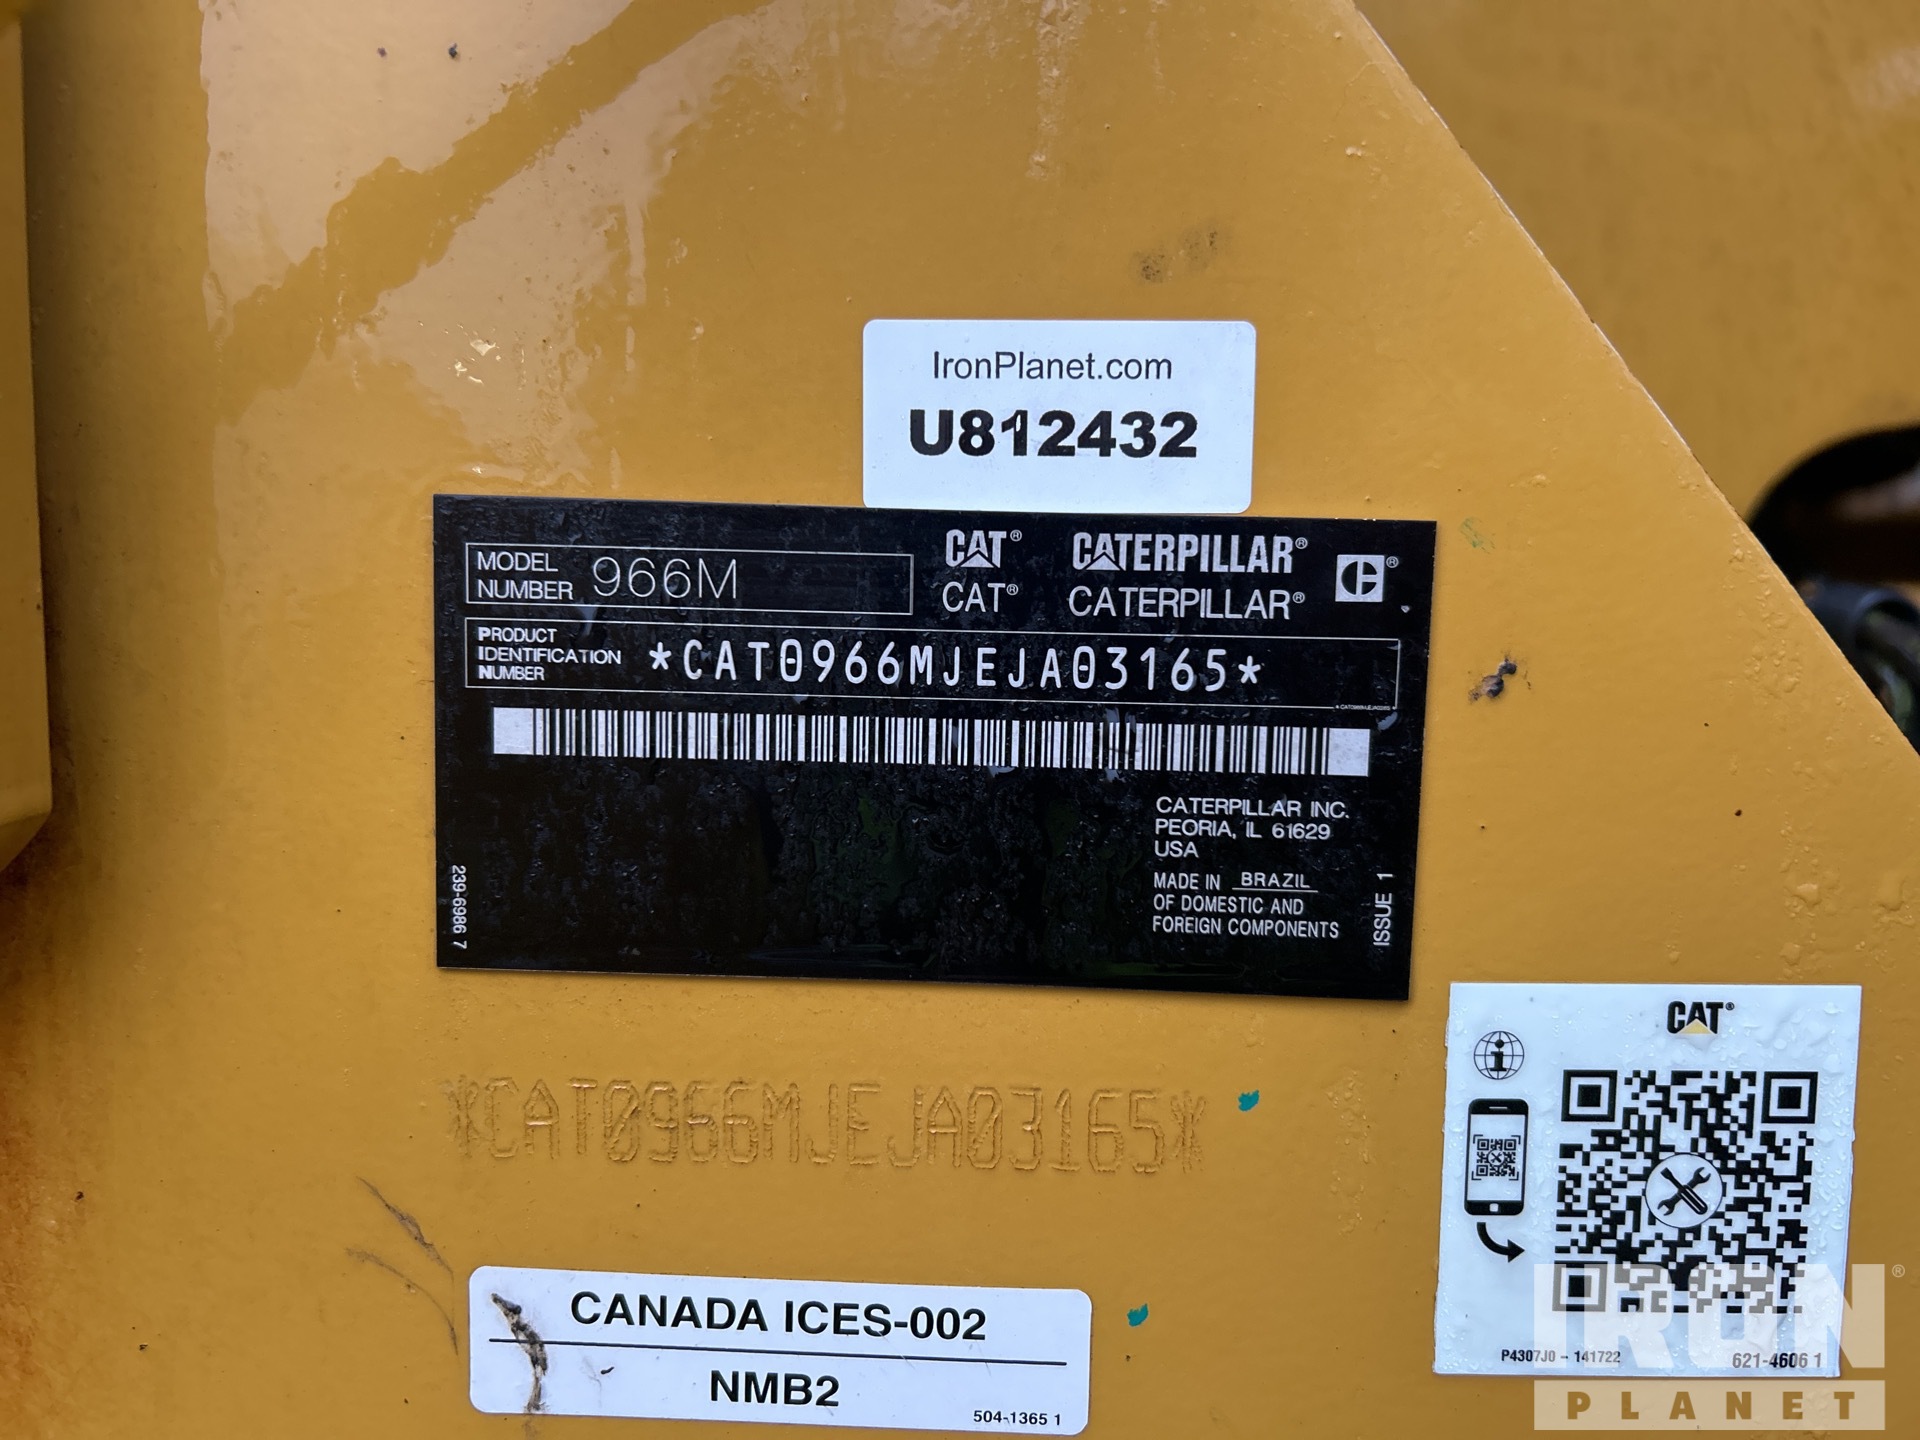 IronPlanet.com
U812432
MODEL
NUMBER 966M
CAT® CATERPILLAR®
CAT® CATERPILLAR®
PRODUCT
IDENTIFICATION
NUMBER
*CAT0966MJEJA03165*
CATERPILLAR INC.
PEORIA, IL 61629
USA
MADE IN BRAZIL
OF DOMESTIC AND
FOREIGN COMPONENTS
ISSUE 1
239-6986 7
*CAT0966MJEJA03165*
CAT®
P4307J0 - 141722
621-4606 1
CANADA ICES-002
NMB2
504-1365 1
IRON®
PLANET